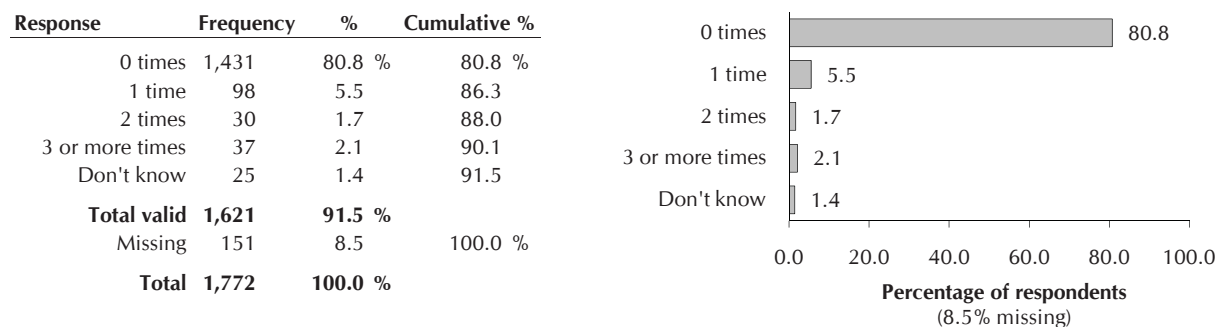 Response Frequency % Cumulative %
0 times 1,431 80.8 % 80.8 %
1 time 98 5.5 86.3
2 times 30 1.7 88.0
3 or more times 37 2.1 90.1
Don't know 25 1.4 91.5
Total valid 1,621 91.5 %
Missing 151 8.5 100.0 %
Total 1,772 100.0 %
0 times 80.8
1 time 5.5
2 times 1.7
3 or more times 2.1
Don't know 1.4
0.0 20.0 40.0 60.0 80.0 100.0
Percentage of respondents
(8.5% missing)